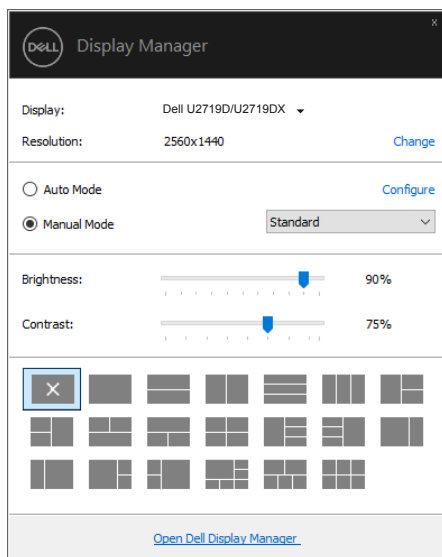 x
DELL Display Manager
Display: Dell U2719D/U2719DX
Resolution: 2560x1440 Change
Auto Mode Configure
Manual Mode Standard
Brightness: 90%
Contrast: 75%
Open Dell Display Manager